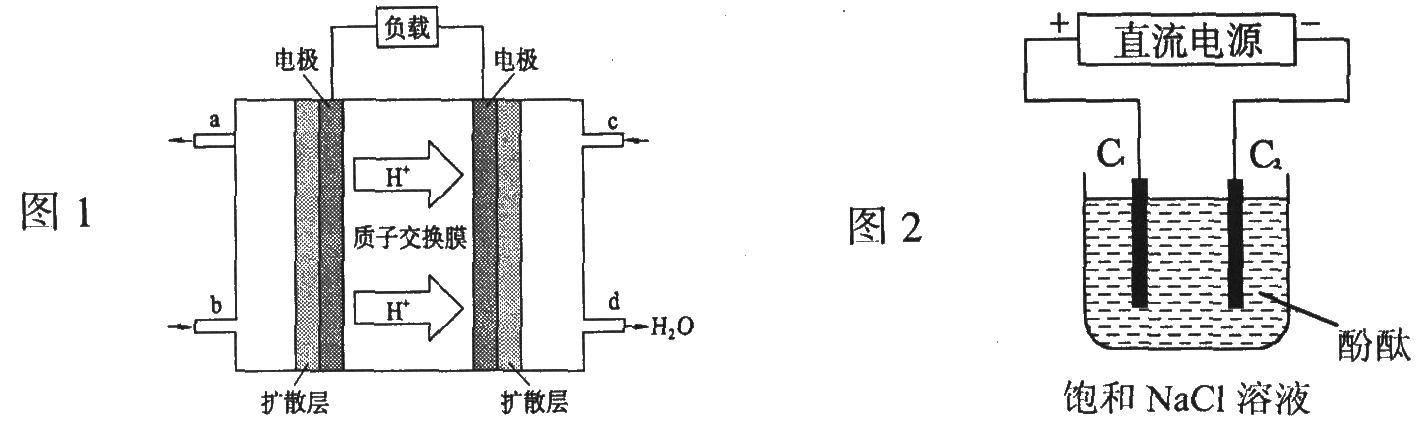 图 1
负载
电极
电极
a
c
H⁺
质子交换膜
b
H⁺
d
H₂O
扩散层
扩散层
图 2
+
直流电源
−
C
C₂
酚酞
饱和 NaCl 溶液